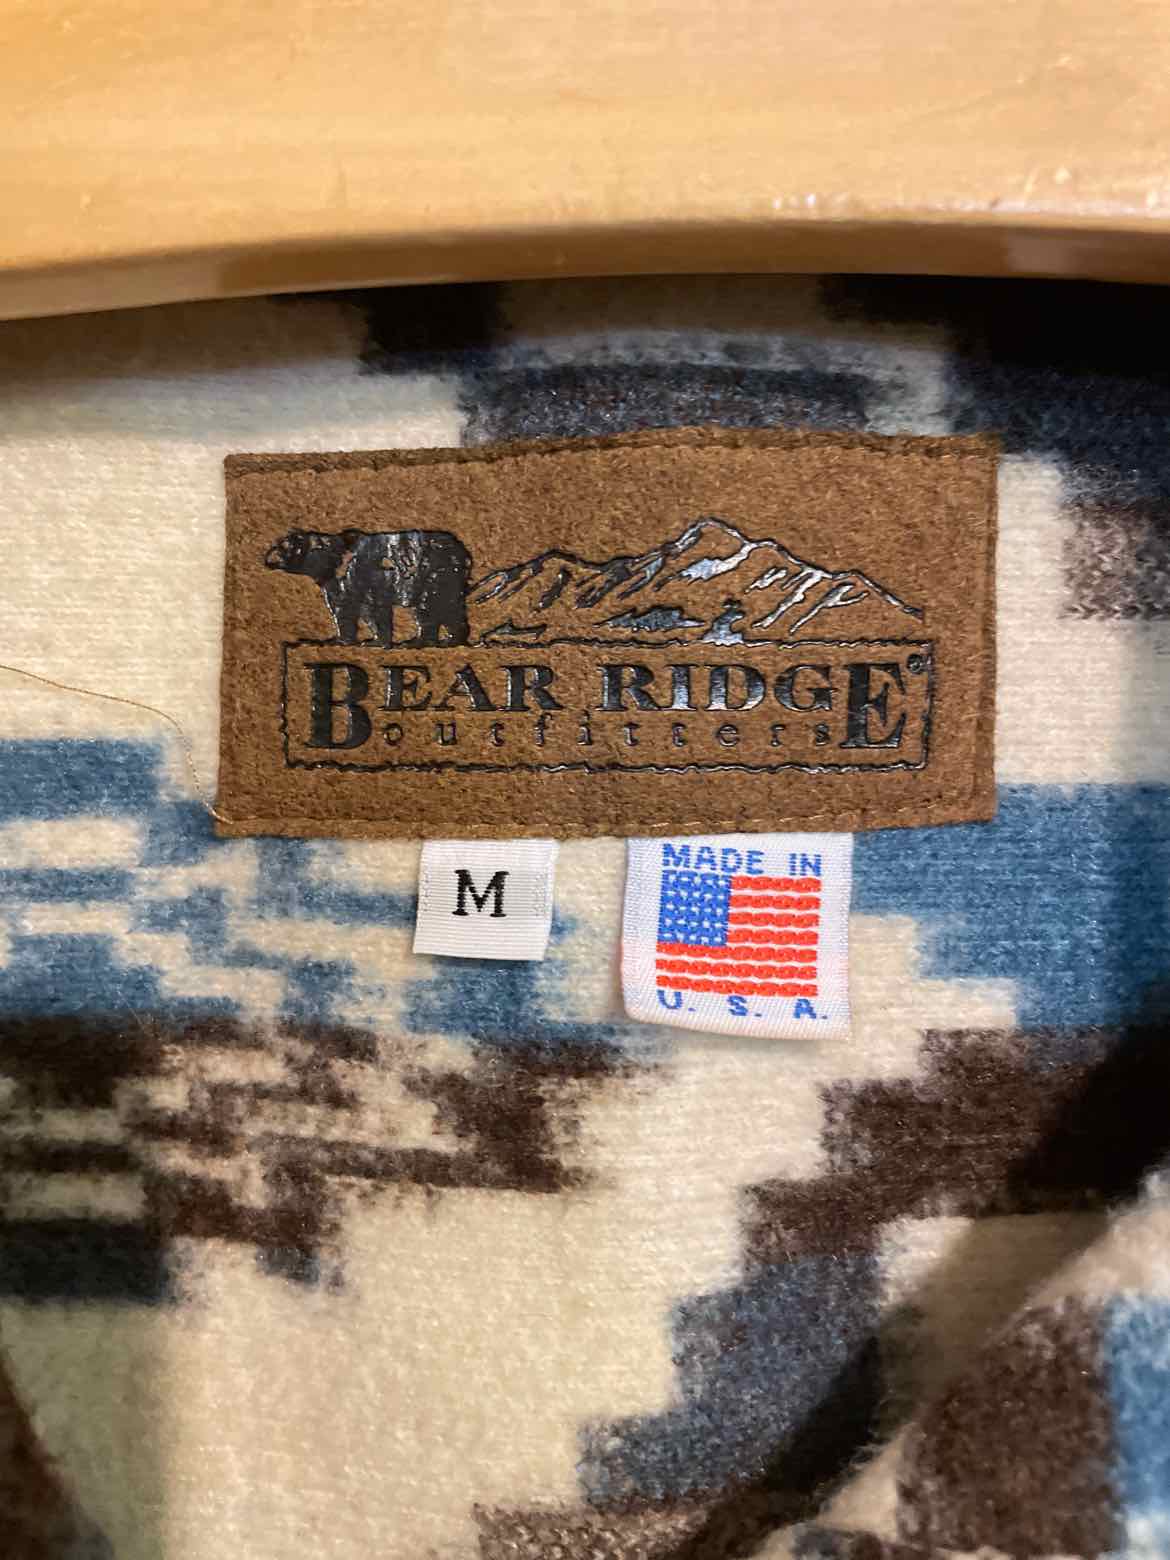 BEAR RIDGE®
outfitters
M
MADE IN
U. S. A.